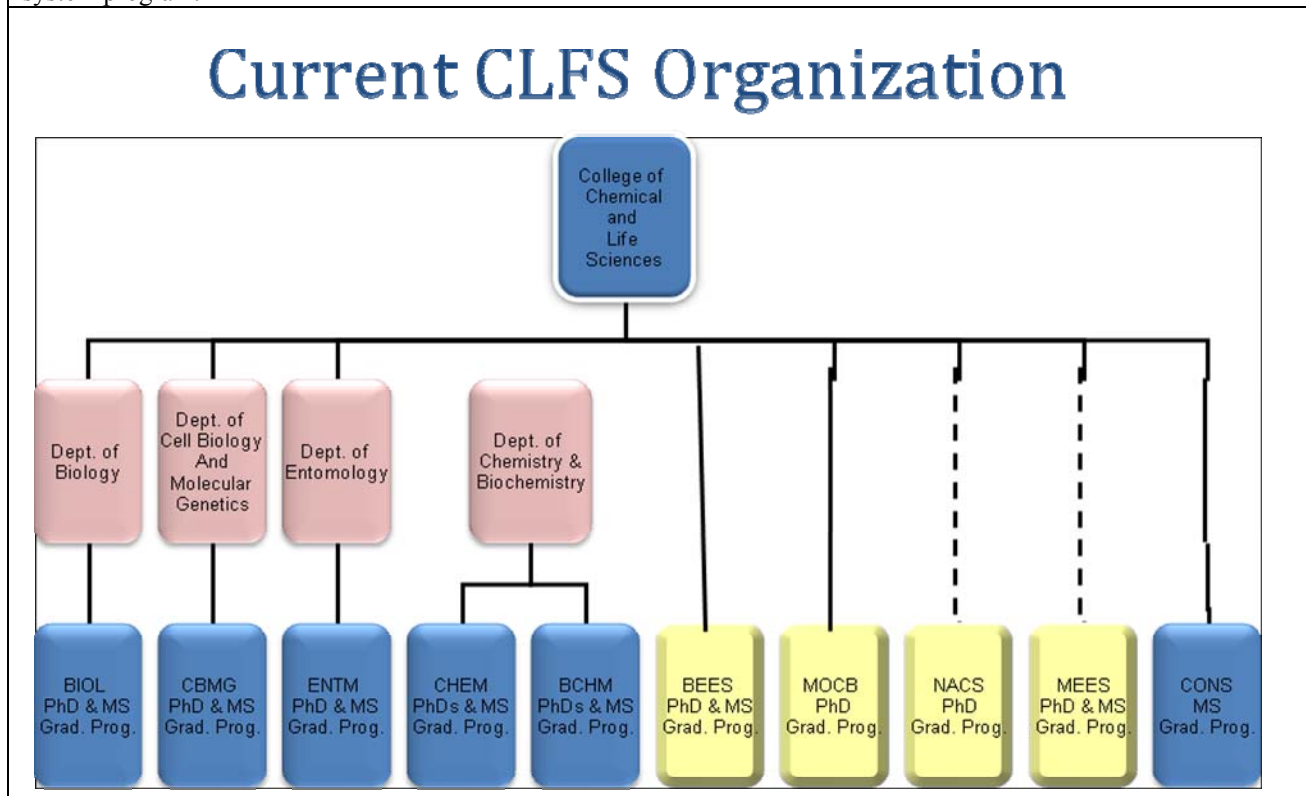 Current CLFS Organization
College of
Chemical
and
Life
Sciences
Dept. of
Biology
Dept. of
Cell Biology
And
Molecular
Genetics
Dept. of
Entomology
Dept. of
Chemistry &
Biochemistry
BIOL
PhD & MS
Grad. Prog.
CBMG
PhD & MS
Grad. Prog.
ENTM
PhD & MS
Grad. Prog.
CHEM
PhDs & MS
Grad. Prog.
BCHM
PhDs & MS
Grad. Prog.
BEES
PhD & MS
Grad. Prog.
MOCB
PhD
Grad. Prog.
NACS
PhD
Grad. Prog.
MEES
PhD & MS
Grad. Prog.
CONS
MS
Grad. Prog.